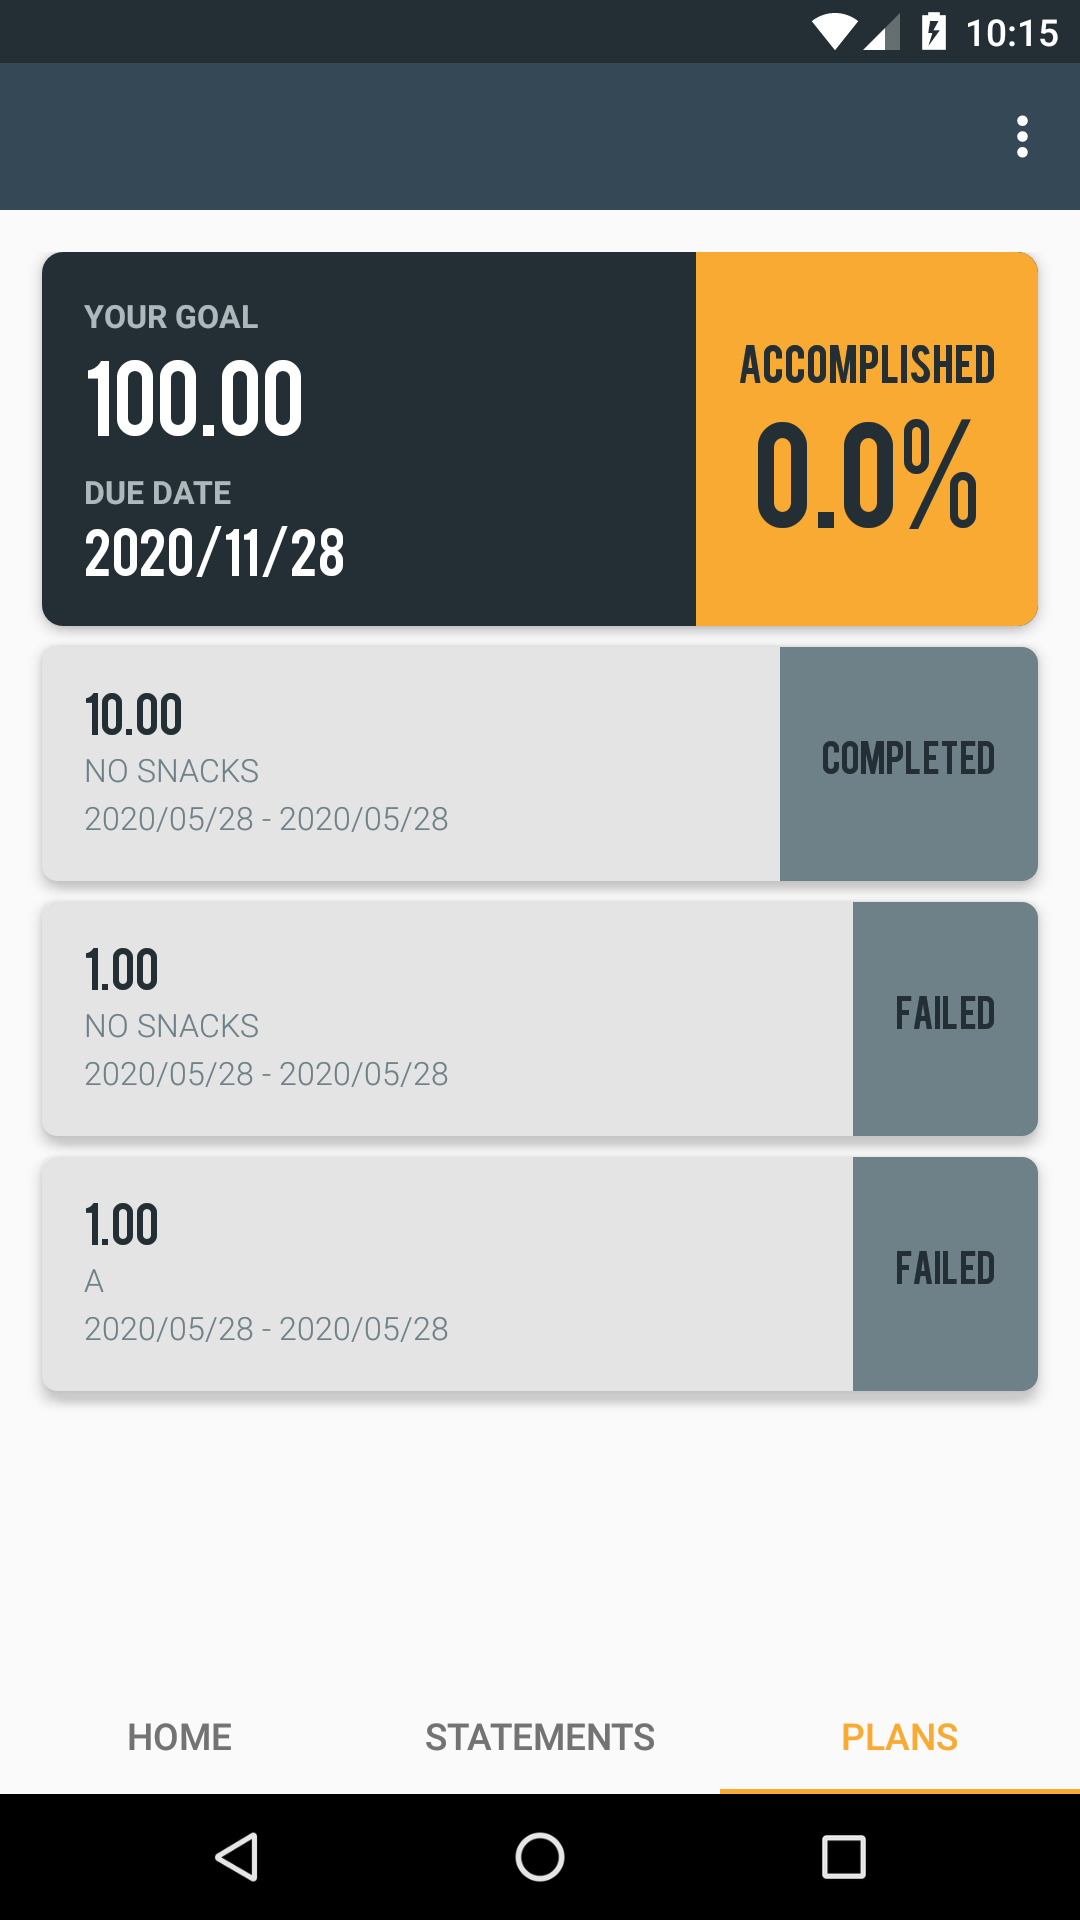 10:15
YOUR GOAL
100.00
DUE DATE
2020/11/28
ACCOMPLISHED
0.0%
10.00
NO SNACKS
2020/05/28 - 2020/05/28
COMPLETED
1.00
NO SNACKS
2020/05/28 - 2020/05/28
FAILED
1.00
A
2020/05/28 - 2020/05/28
FAILED
HOME
STATEMENTS
PLANS